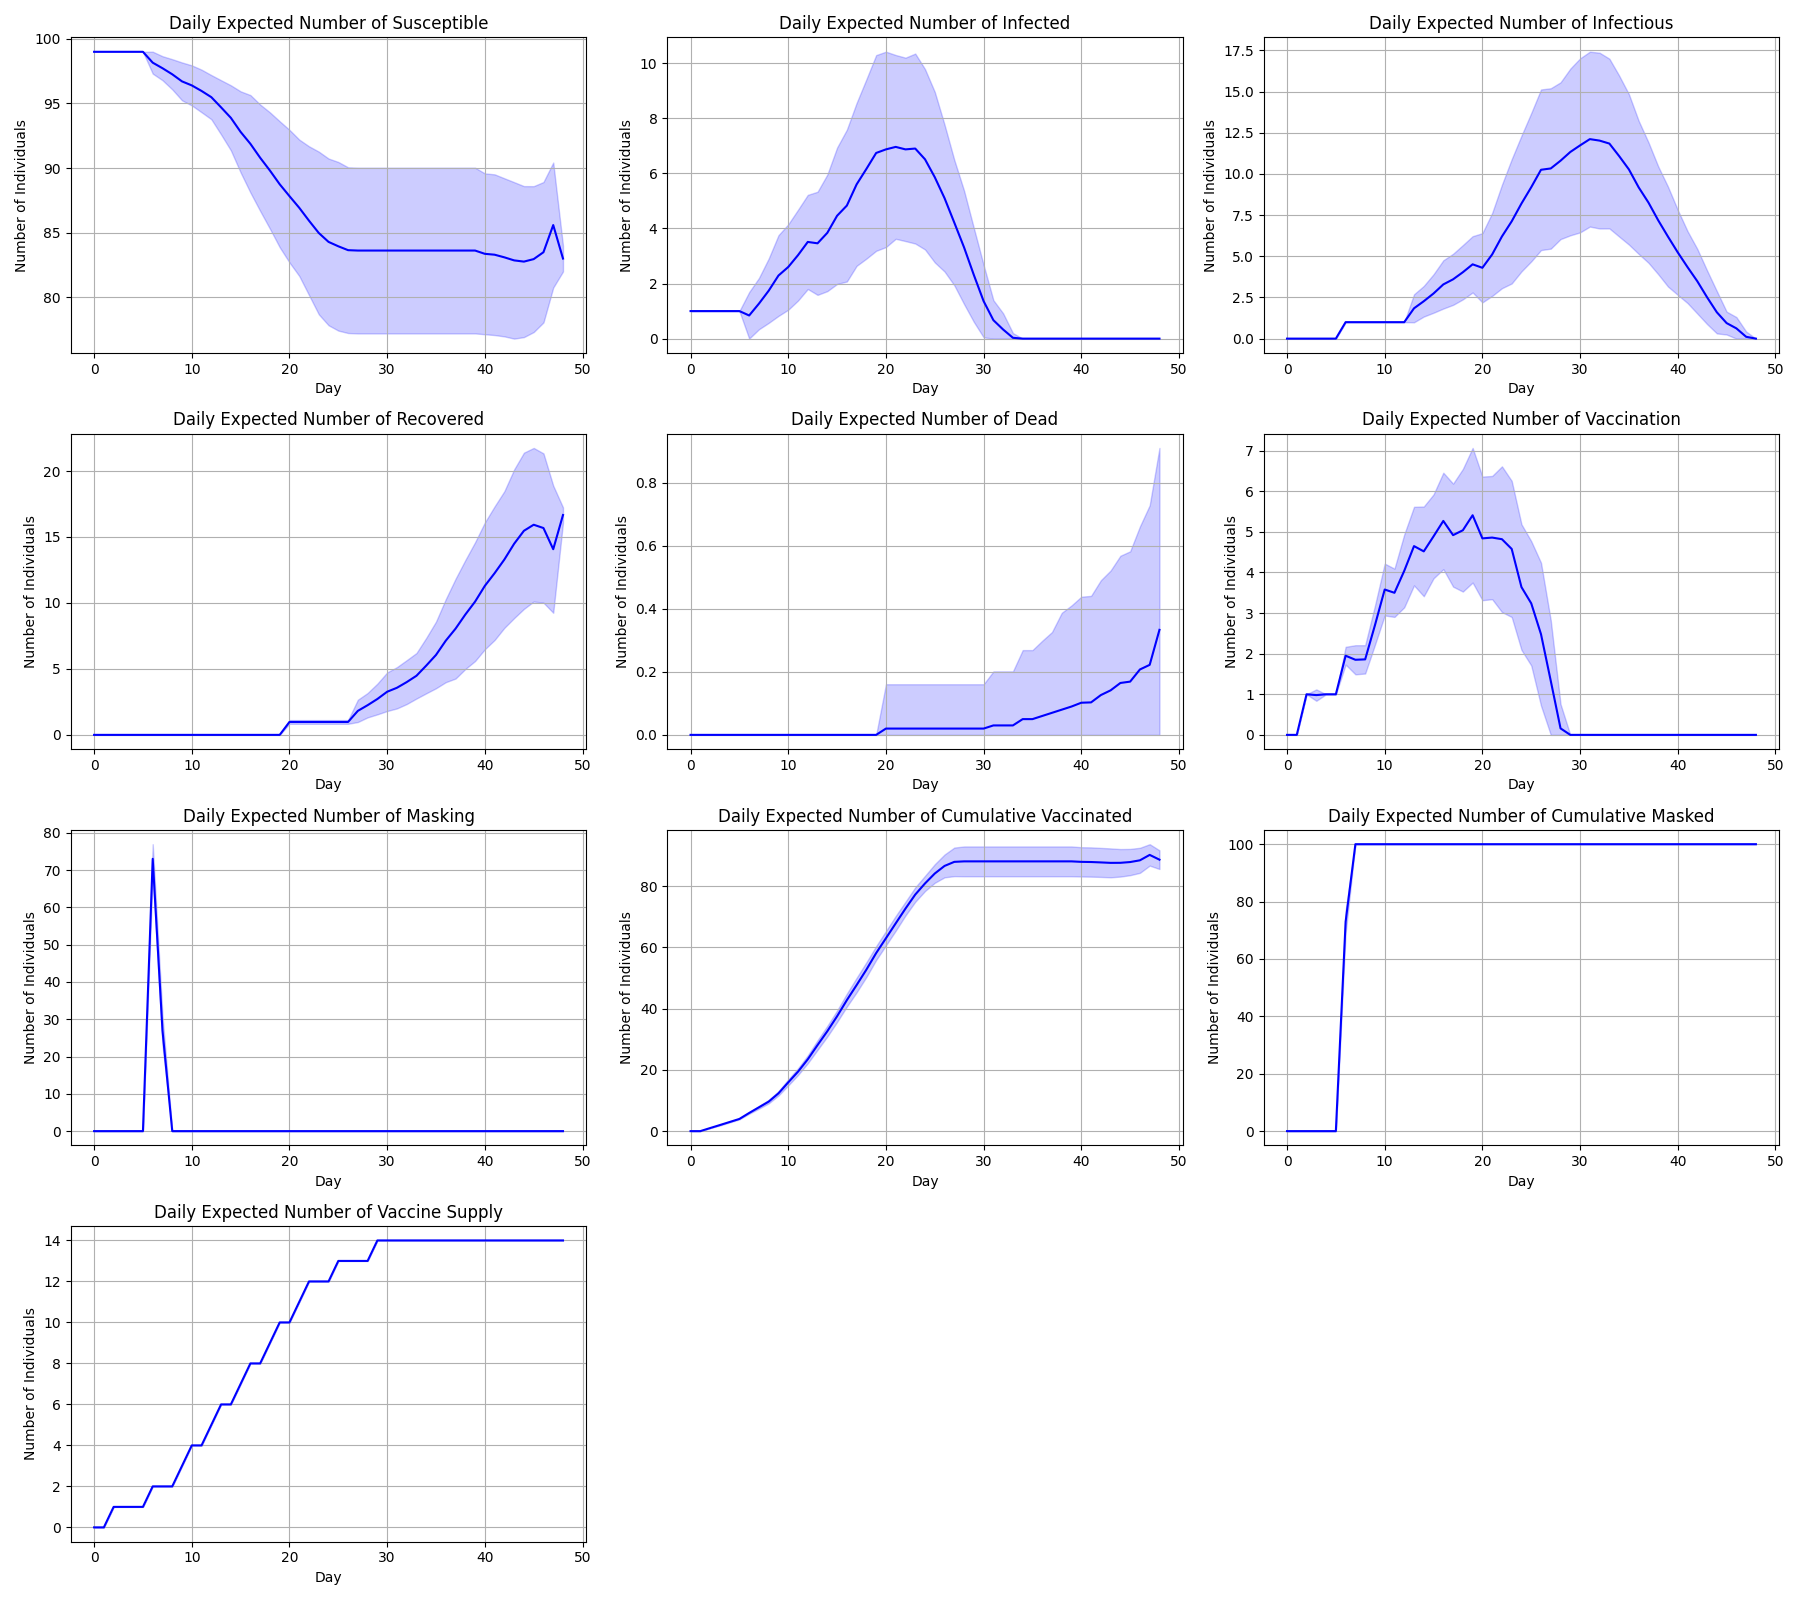 Daily Expected Number of Susceptible
100
95
90
85
80
Number of Individuals
0 10 20 30 40 50
Day
Daily Expected Number of Infected
10
8
6
4
2
0
Number of Individuals
0 10 20 30 40 50
Day
Daily Expected Number of Infectious
17.5
15.0
12.5
10.0
7.5
5.0
2.5
0.0
Number of Individuals
0 10 20 30 40 50
Day
Daily Expected Number of Recovered
20
15
10
5
0
Number of Individuals
0 10 20 30 40 50
Day
Daily Expected Number of Dead
0.8
0.6
0.4
0.2
0.0
Number of Individuals
0 10 20 30 40 50
Day
Daily Expected Number of Vaccination
7
6
5
4
3
2
1
0
Number of Individuals
0 10 20 30 40 50
Day
Daily Expected Number of Masking
80
70
60
50
40
30
20
10
0
Number of Individuals
0 10 20 30 40 50
Day
Daily Expected Number of Cumulative Vaccinated
80
60
40
20
0
Number of Individuals
0 10 20 30 40 50
Day
Daily Expected Number of Cumulative Masked
100
80
60
40
20
0
Number of Individuals
0 10 20 30 40 50
Day
Daily Expected Number of Vaccine Supply
14
12
10
8
6
4
2
0
Number of Individuals
0 10 20 30 40 50
Day